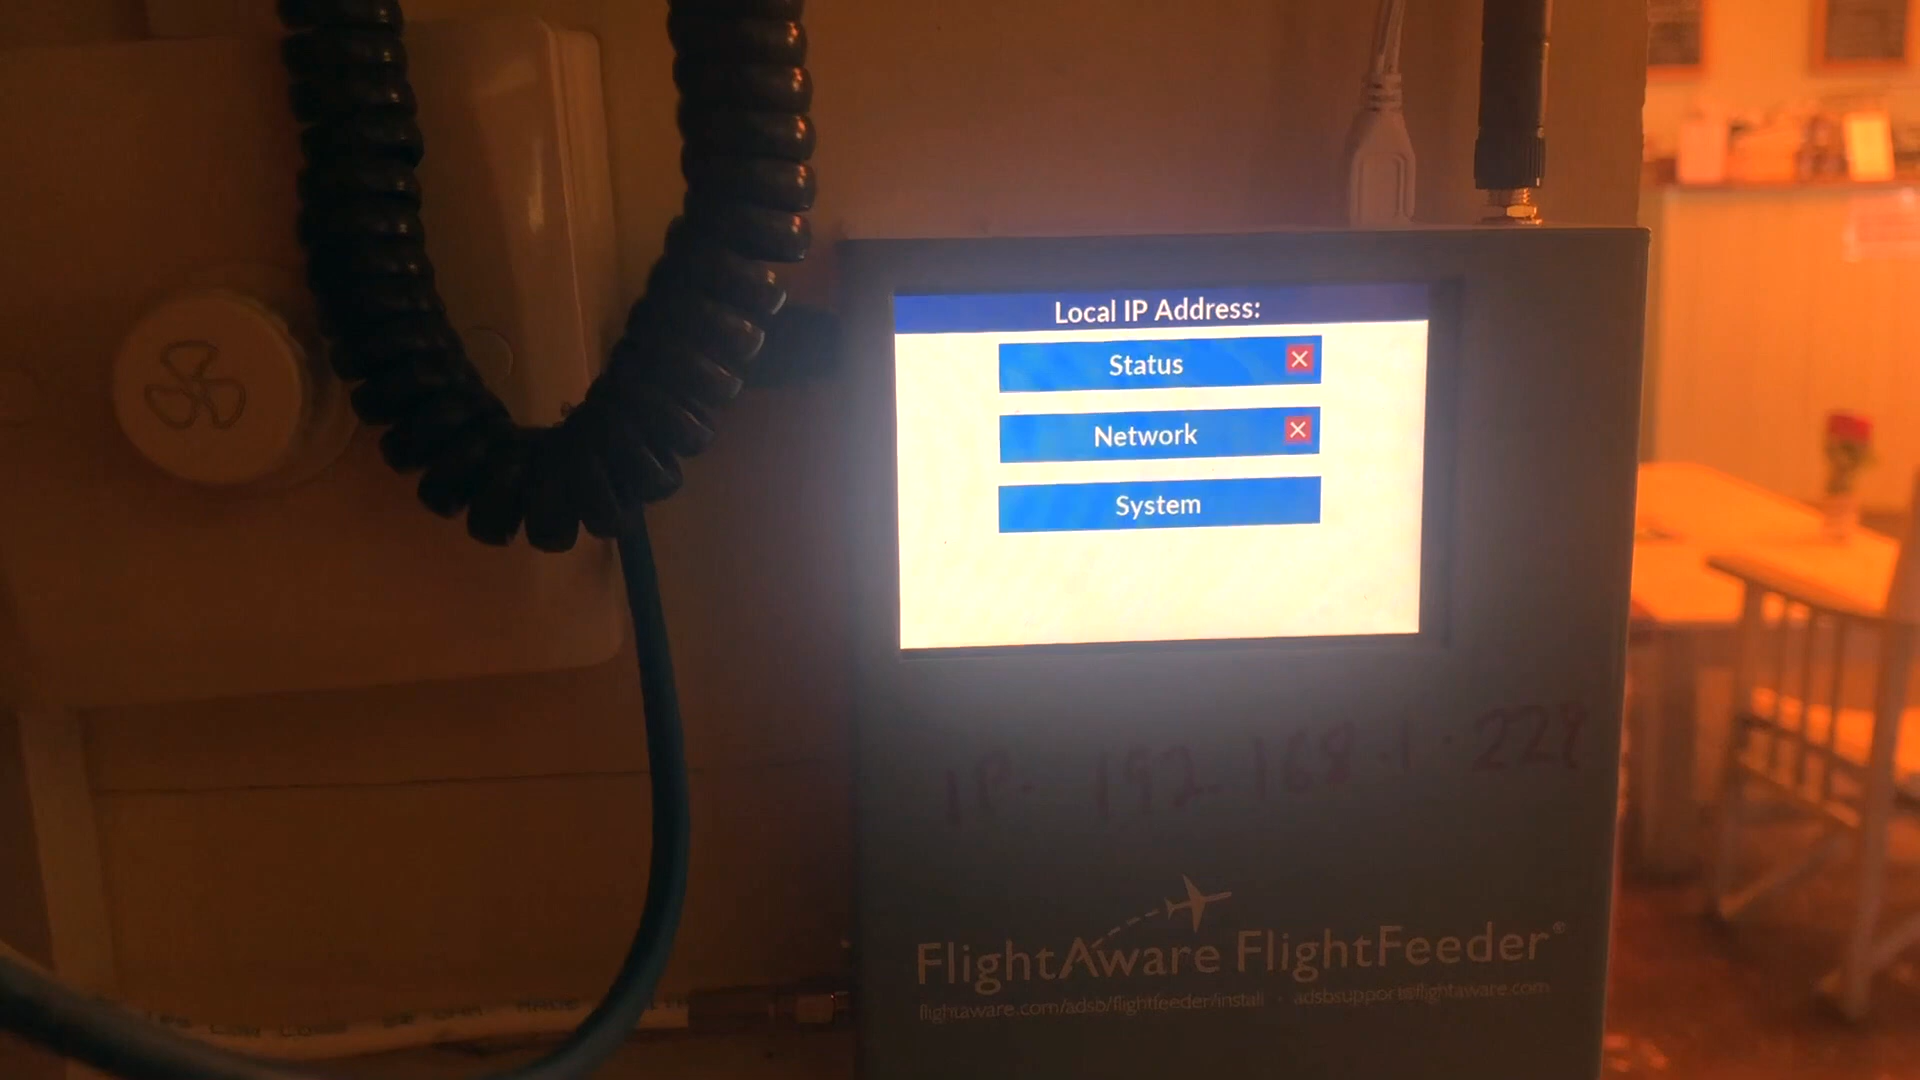 Local IP Address:
Status
Network
System
IP- 192.168.1.229
FlightAware FlightFeeder®
flightaware.com/adsb/flightfeeder/install • adsbsupport@flightaware.com